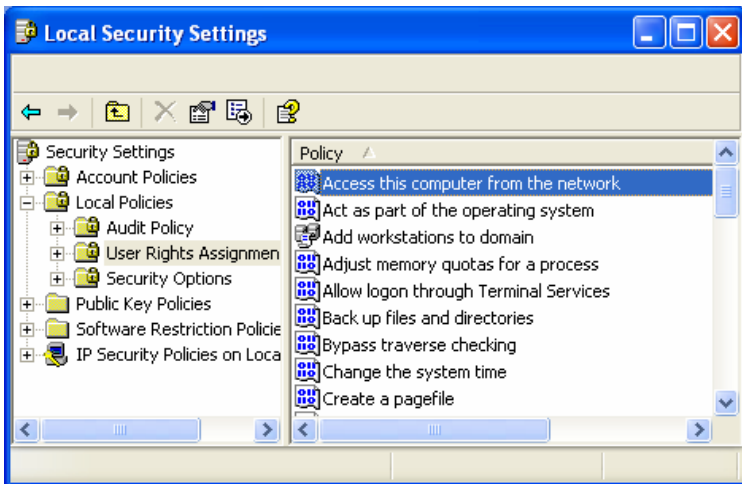 Local Security Settings
Security Settings
Account Policies
Local Policies
Audit Policy
User Rights Assignmen
Security Options
Public Key Policies
Software Restriction Policie
IP Security Policies on Loca
Policy
Access this computer from the network
Act as part of the operating system
Add workstations to domain
Adjust memory quotas for a process
Allow logon through Terminal Services
Back up files and directories
Bypass traverse checking
Change the system time
Create a pagefile